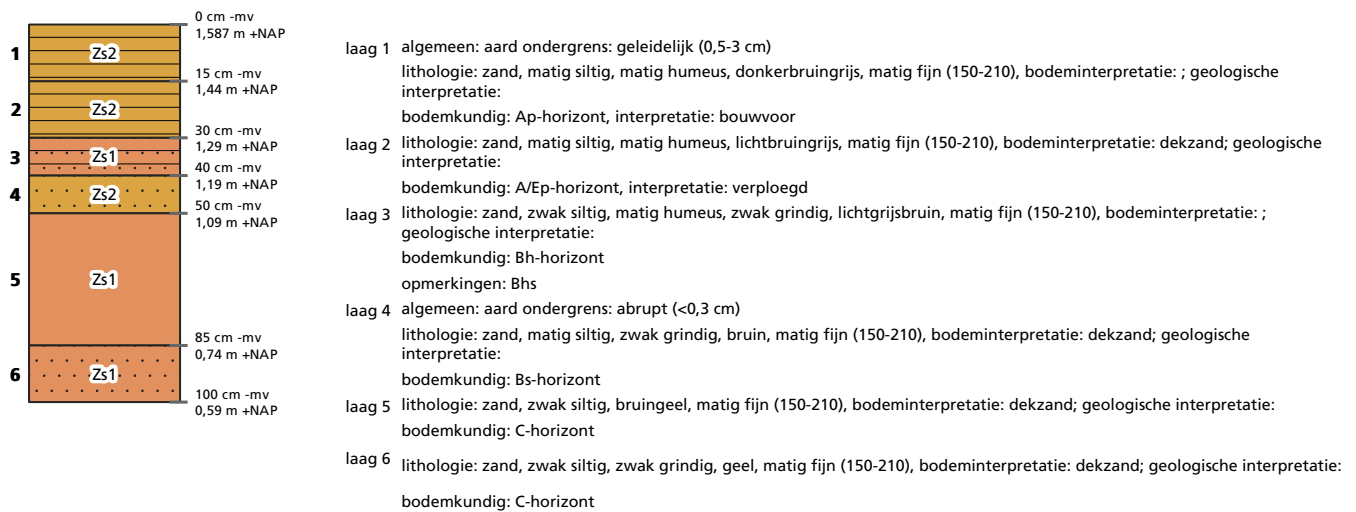 0 cm -mv
1,587 m +NAP
1
Zs2
15 cm -mv
1,44 m +NAP
2
Zs2
30 cm -mv
1,29 m +NAP
3
Zs1
40 cm -mv
1,19 m +NAP
4
Zs2
50 cm -mv
1,09 m +NAP
5
Zs1
85 cm -mv
0,74 m +NAP
6
Zs1
100 cm -mv
0,59 m +NAP
laag 1 algemeen: aard ondergrens: geleidelijk (0,5-3 cm)
lithologie: zand, matig siltig, matig humeus, donkerbruingrijs, matig fijn (150-210), bodeminterpretatie: ; geologische
interpretatie:
bodemkundig: Ap-horizont, interpretatie: bouwvoor
laag 2 lithologie: zand, matig siltig, matig humeus, lichtbruingrijs, matig fijn (150-210), bodeminterpretatie: dekzand; geologische
interpretatie:
bodemkundig: A/Ep-horizont, interpretatie: verploegd
laag 3 lithologie: zand, zwak siltig, matig humeus, zwak grindig, lichtgrijsbruin, matig fijn (150-210), bodeminterpretatie: ;
geologische interpretatie:
bodemkundig: Bh-horizont
opmerkingen: Bhs
laag 4 algemeen: aard ondergrens: abrupt (<0,3 cm)
lithologie: zand, matig siltig, zwak grindig, bruin, matig fijn (150-210), bodeminterpretatie: dekzand; geologische
interpretatie:
bodemkundig: Bs-horizont
laag 5 lithologie: zand, zwak siltig, bruingeel, matig fijn (150-210), bodeminterpretatie: dekzand; geologische interpretatie:
bodemkundig: C-horizont
laag 6 lithologie: zand, zwak siltig, zwak grindig, geel, matig fijn (150-210), bodeminterpretatie: dekzand; geologische interpretatie:
bodemkundig: C-horizont